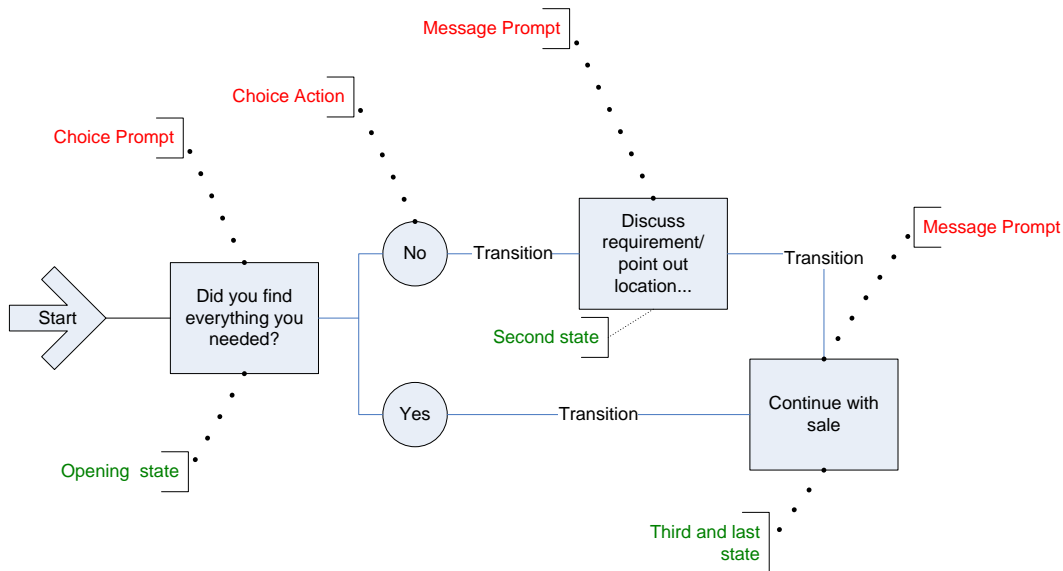 Message Prompt
Choice Action
Choice Prompt
Message Prompt
Start
Did you find
everything you
needed?
No
Transition
Discuss
requirement/
point out
location...
Transition
Second state
Yes
Transition
Continue with
sale
Opening state
Third and last
state